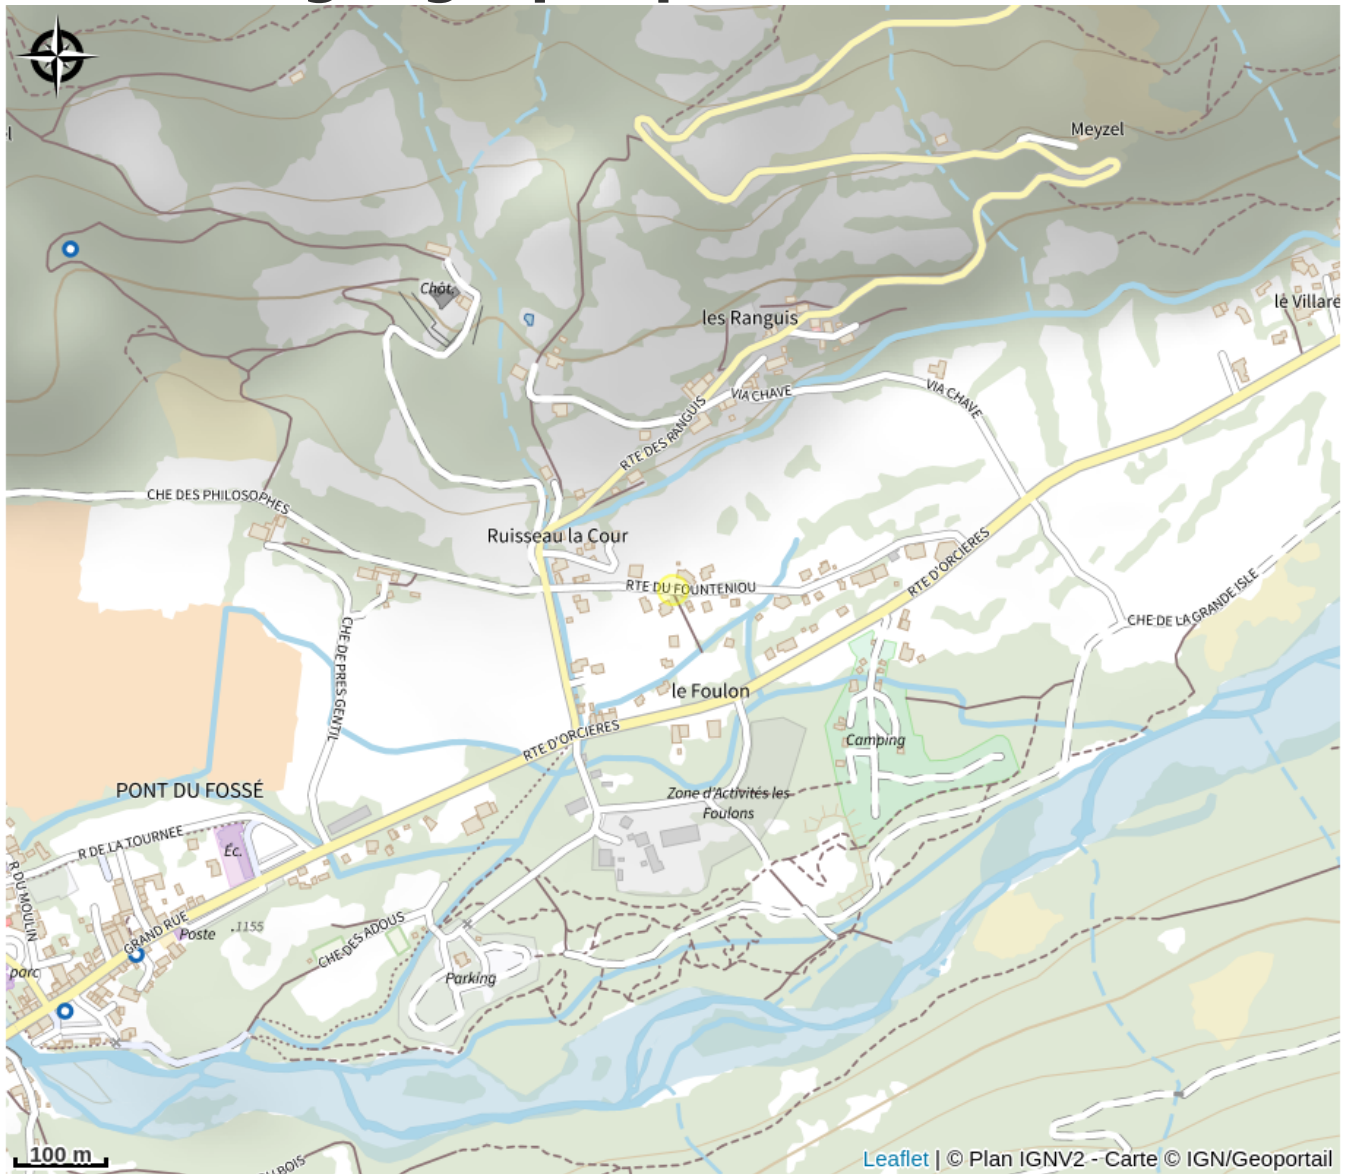 Meyzel
Chât.
les Ranguis
le Villare
VIA CHAVE
VIA CHAVE
RTE DES RANGUIS
CHE DES PHILOSOPHES
Ruisseau la Cour
RTE D'ORCIÈRES
RTE DU FOUNTENIOU
CHE DE LA GRANDE ISLE
CHE DE PRES GENTIL
le Foulon
RTE D'ORCIÈRES
Camping
PONT DU FOSSÉ
Zone d'Activités les
Foulons
R DE LA TOURNEE
Éc.
R DU MOULIN
GRAND RUE
Poste
.1155
CHE DES ADOUS
parc
Parking
100 m
U BOIS
Leaflet | © Plan IGNV2 - Carte © IGN/Geoportail